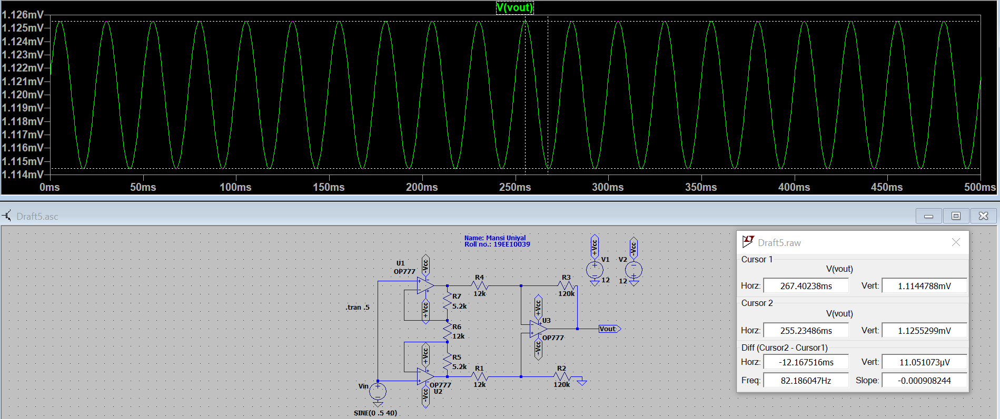 V(vout)
1.126mV
1.125mV
1.124mV
1.123mV
1.122mV
1.121mV
1.120mV
1.119mV
1.118mV
1.117mV
1.116mV
1.115mV
1.114mV
0ms 50ms 100ms 150ms 200ms 250ms 300ms 350ms 400ms 450ms 500ms
Draft5.asc
Name: Mansi Uniyal
Roll no.: 19EE10039
U1
OP777
-Vcc
+Vcc
R4
12k
R3
120k
+Vcc
V1
12
-Vcc
V2
12
.tran .5
R7
5.2k
R6
12k
R5
5.2k
+Vcc
U3
OP777
-Vcc
Vout
+Vcc
OP777
U2
-Vcc
R1
12k
R2
120k
Vin
SINE(0 .5 40)
Draft5.raw
Cursor 1
V(vout)
Horz: 267.40238ms Vert: 1.1144788mV
Cursor 2
V(vout)
Horz: 255.23486ms Vert: 1.1255299mV
Diff (Cursor2 - Cursor1)
Horz: -12.167516ms Vert: 11.051073µV
Freq: 82.186047Hz Slope: -0.000908244